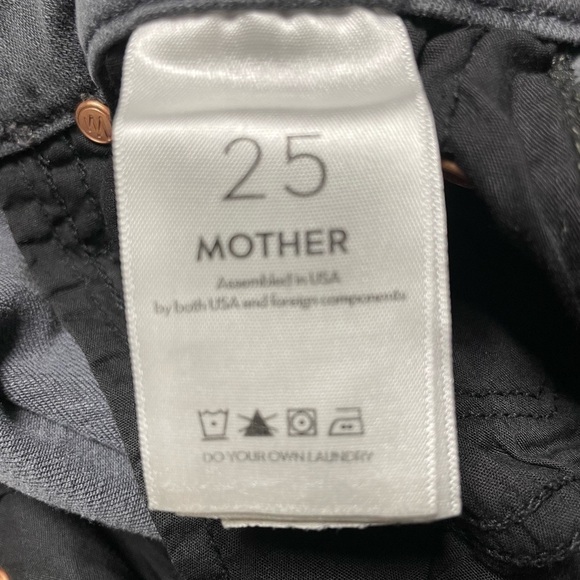 25
MOTHER
Assembled in USA
by both USA and foreign components
DO YOUR OWN LAUNDRY